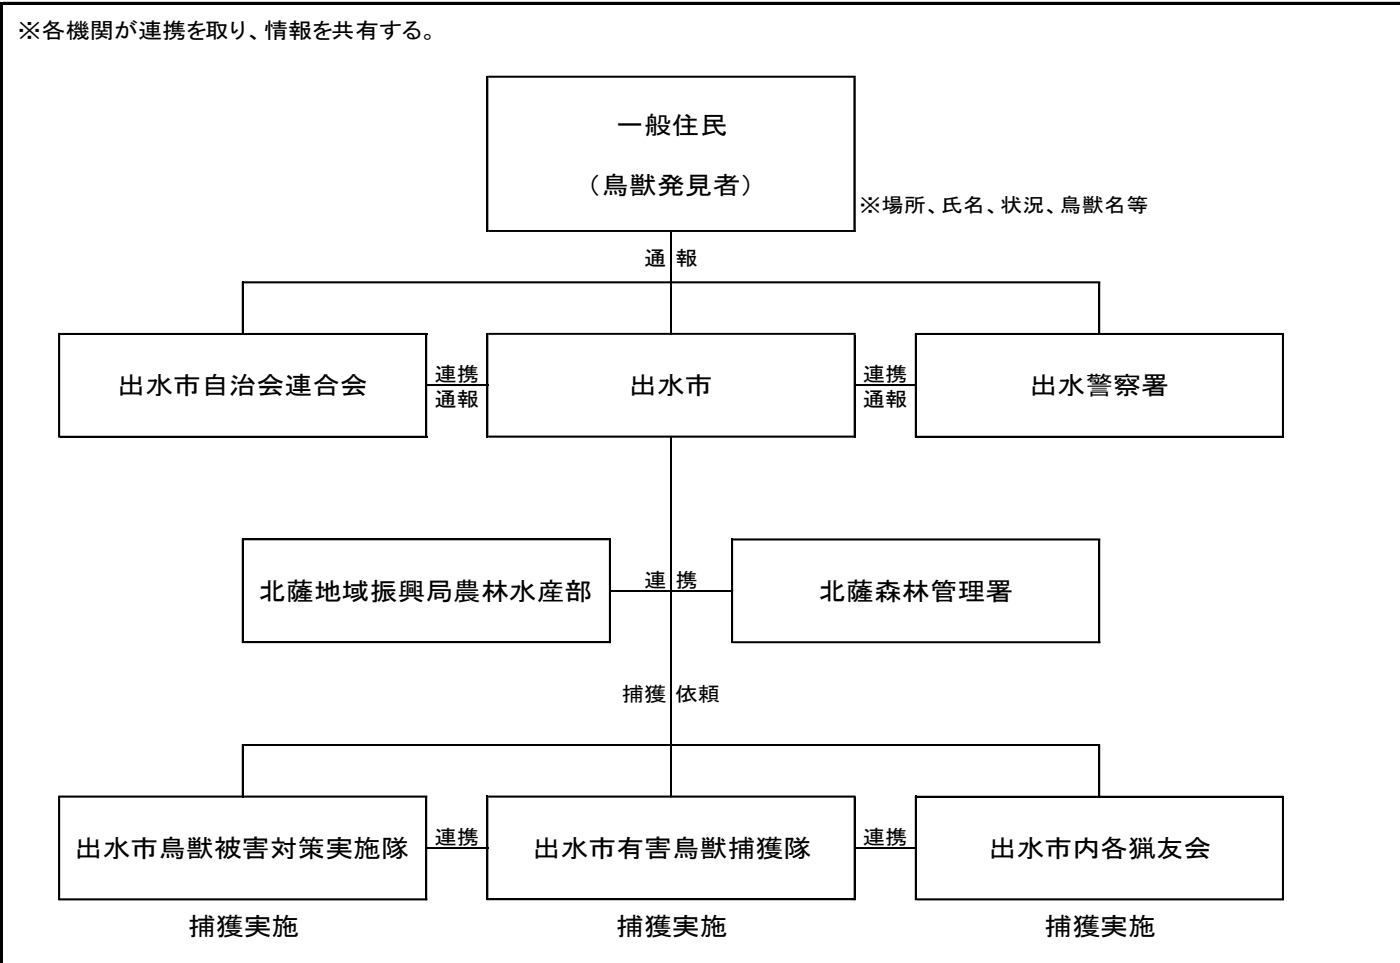 ※各機関が連携を取り、情報を共有する。
一般住民
（鳥獣発見者）
※場所、氏名、状況、鳥獣名等
通報
出水市自治会連合会
連携
通報
出水市
連携
通報
出水警察署
北薩地域振興局農林水産部
連携
北薩森林管理署
捕獲依頼
出水市鳥獣被害対策実施隊
連携
出水市有害鳥獣捕獲隊
連携
出水市内各猟友会
捕獲実施
捕獲実施
捕獲実施